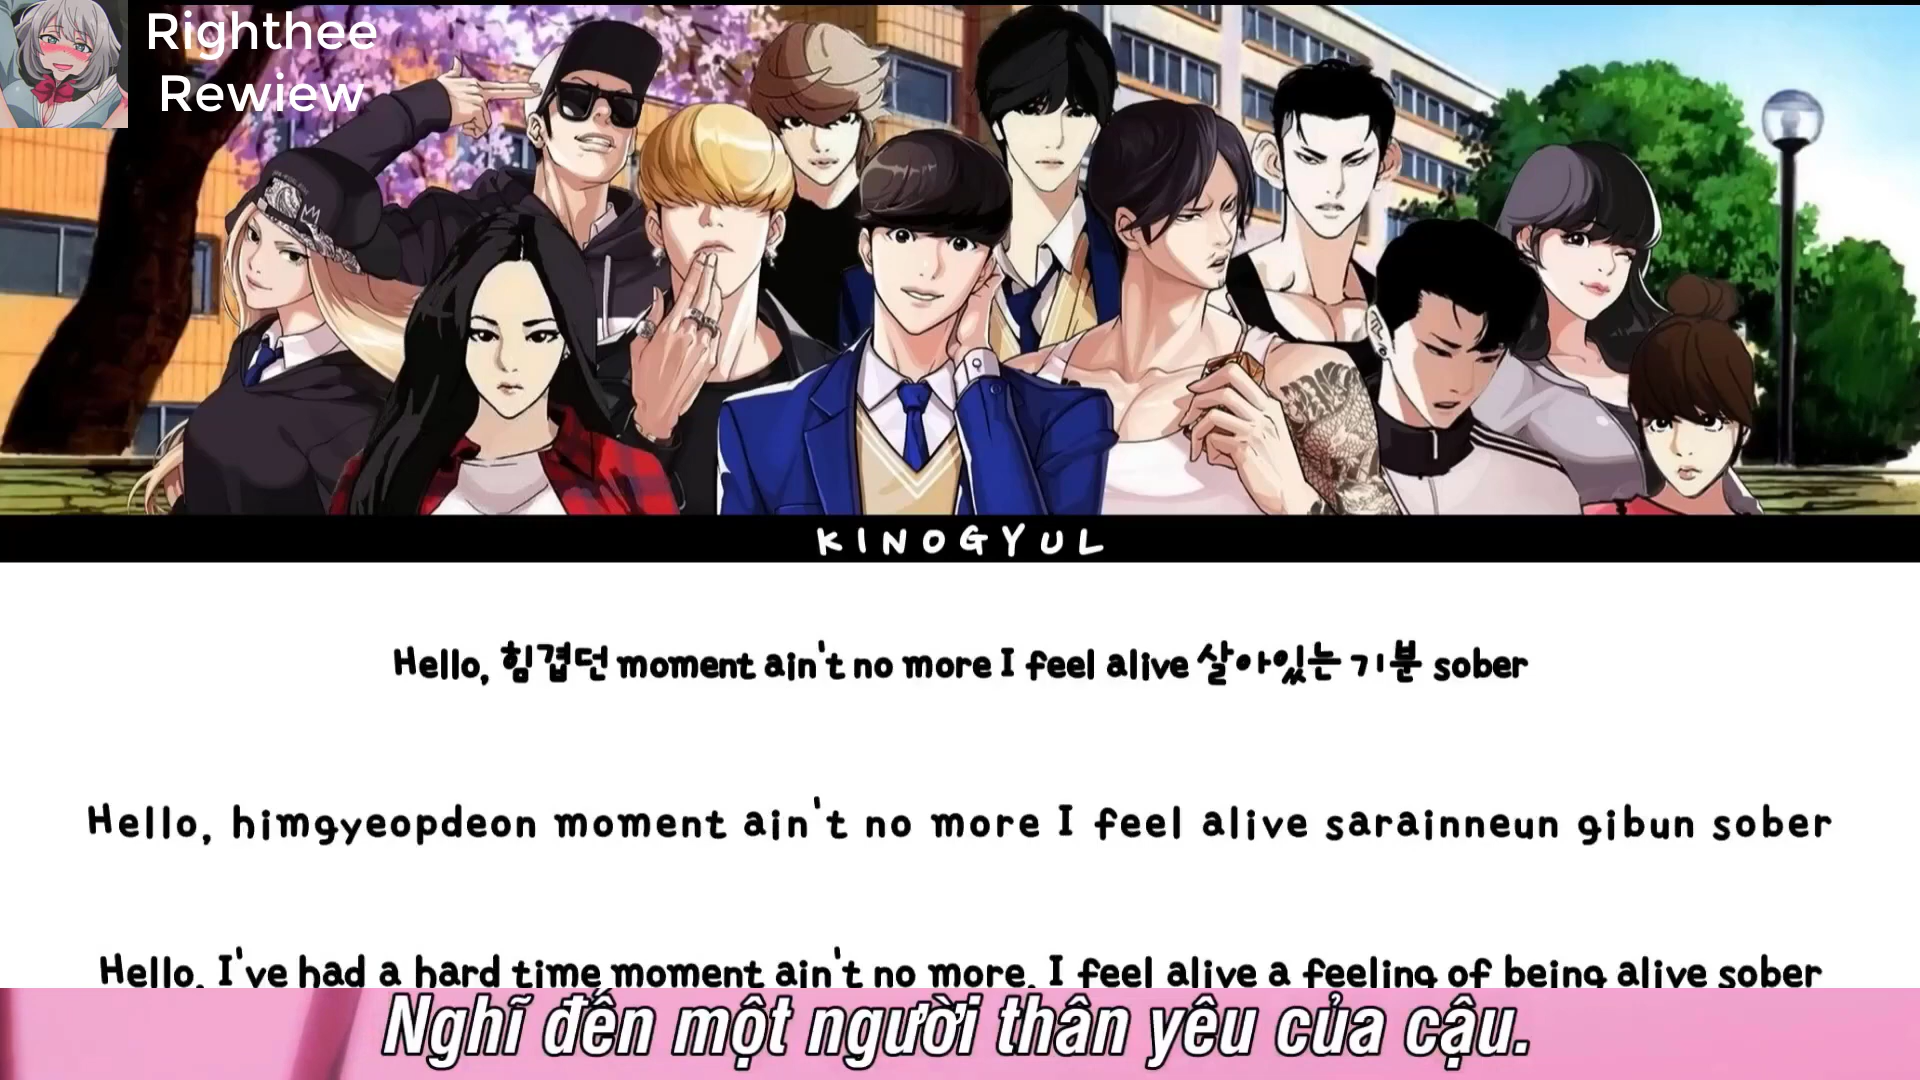 Righthee
Rewiew
KINOGYUL
Hello, 힘겹던 moment ain't no more I feel alive 살아있는 기분 sober
Hello, himgyeopdeon moment ain't no more I feel alive sarainneun gibun sober
Hello, I've had a hard time moment ain't no more, I feel alive a feeling of being alive sober
Nghĩ đến một người thân yêu của cậu.